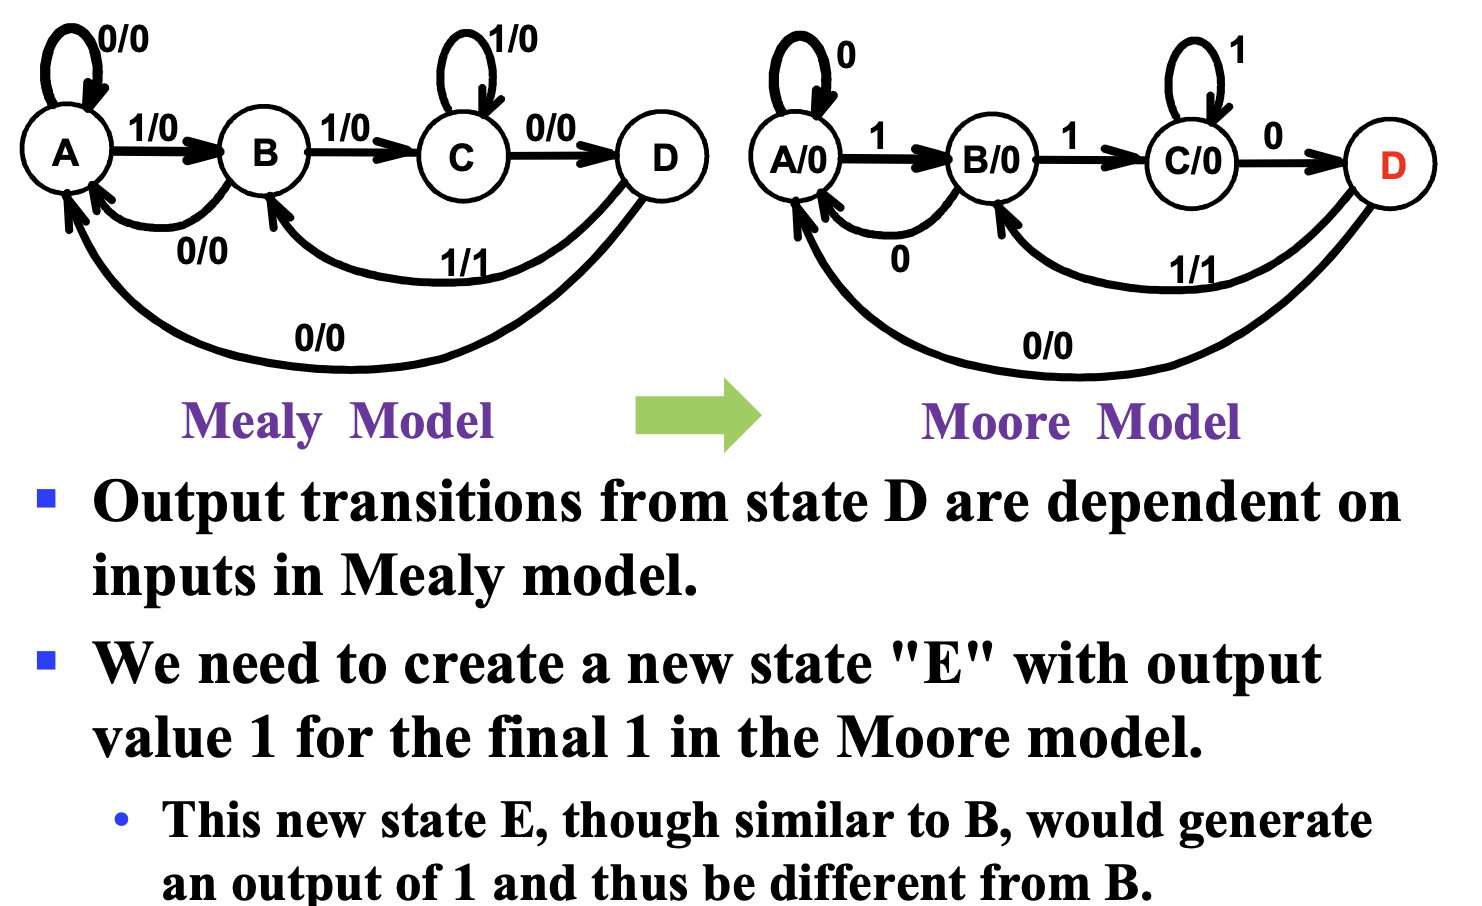 0/0
1/0
A
1/0
B
1/0
C
0/0
D
0/0
1/1
0/0
0
1
A/0
1
B/0
1
C/0
0
D
0
1/1
0/0
Mealy Model
Moore Model
Output transitions from state D are dependent on
inputs in Mealy model.
We need to create a new state "E" with output
value 1 for the final 1 in the Moore model.
This new state E, though similar to B, would generate
an output of 1 and thus be different from B.